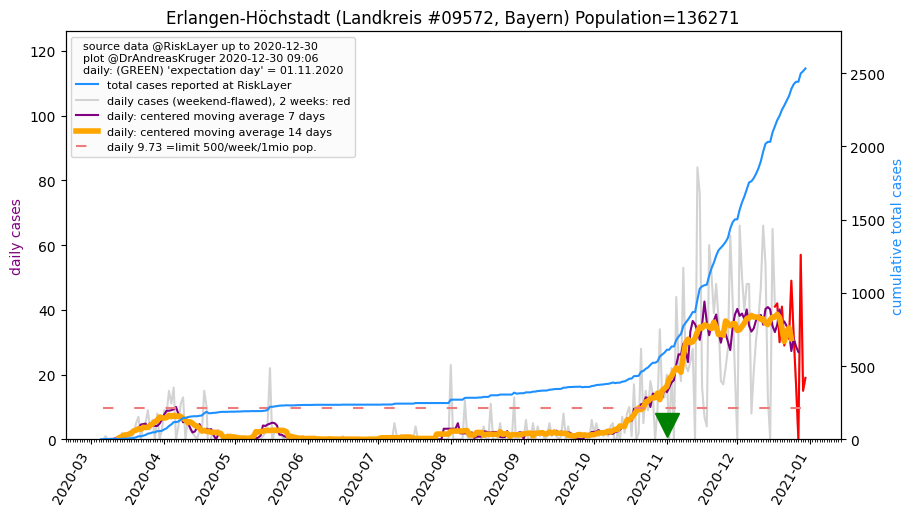 Erlangen-Höchstadt (Landkreis #09572, Bayern) Population=136271
source data @RiskLayer up to 2020-12-30
plot @DrAndreasKruger 2020-12-30 09:06
daily: (GREEN) 'expectation day' = 01.11.2020
total cases reported at RiskLayer
daily cases (weekend-flawed), 2 weeks: red
daily: centered moving average 7 days
daily: centered moving average 14 days
daily 9.73 =limit 500/week/1mio pop.
daily cases
120
100
80
60
40
20
0
cumulative total cases
2500
2000
1500
1000
500
0
2020-03
2020-04
2020-05
2020-06
2020-07
2020-08
2020-09
2020-10
2020-11
2020-12
2021-01